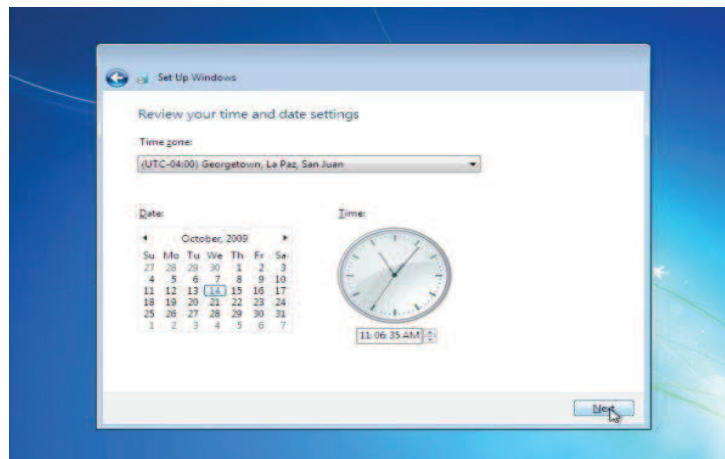 Set Up Windows
Review your time and date settings
Time zone:
(UTC-04:00) Georgetown, La Paz, San Juan
Date:
Time:
October, 2009
Su Mo Tu We Th Fr Sa
27 28 29 30 1 2 3
4 5 6 7 8 9 10
11 12 13 14 15 16 17
18 19 20 21 22 23 24
25 26 27 28 29 30 31
1 2 3 4 5 6 7
11:06:35 AM
Next